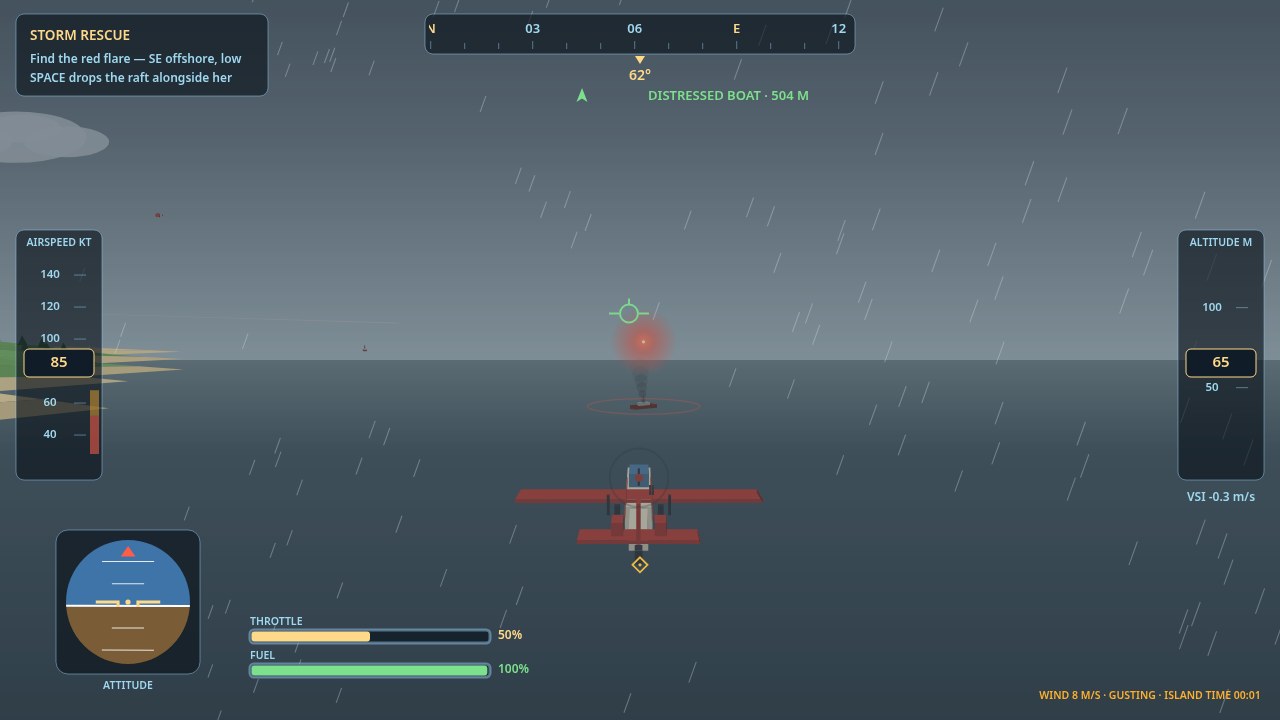 STORM RESCUE
Find the red flare — SE offshore, low
SPACE drops the raft alongside her
N 03 06 E 12
62°
DISTRESSED BOAT · 504 M
AIRSPEED KT
140
120
100
85
60
40
ALTITUDE M
100
65
50
VSI -0.3 m/s
ATTITUDE
THROTTLE
50%
FUEL
100%
WIND 8 M/S · GUSTING · ISLAND TIME 00:01